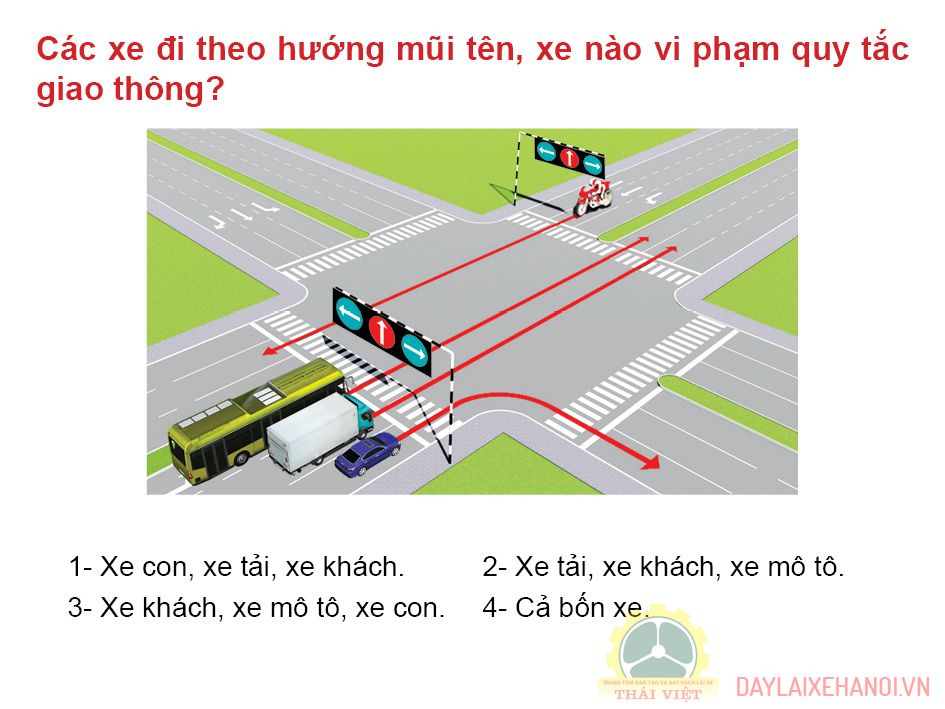 Các xe đi theo hướng mũi tên, xe nào vi phạm quy tắc
giao thông?
1- Xe con, xe tải, xe khách.
2- Xe tải, xe khách, xe mô tô.
3- Xe khách, xe mô tô, xe con.
4- Cả bốn xe.
TRUNG TÂM ĐÀO TẠO VÀ SÁT HẠCH LÁI XE
THÁI VIỆT
DAYLAIXEHANOI.VN